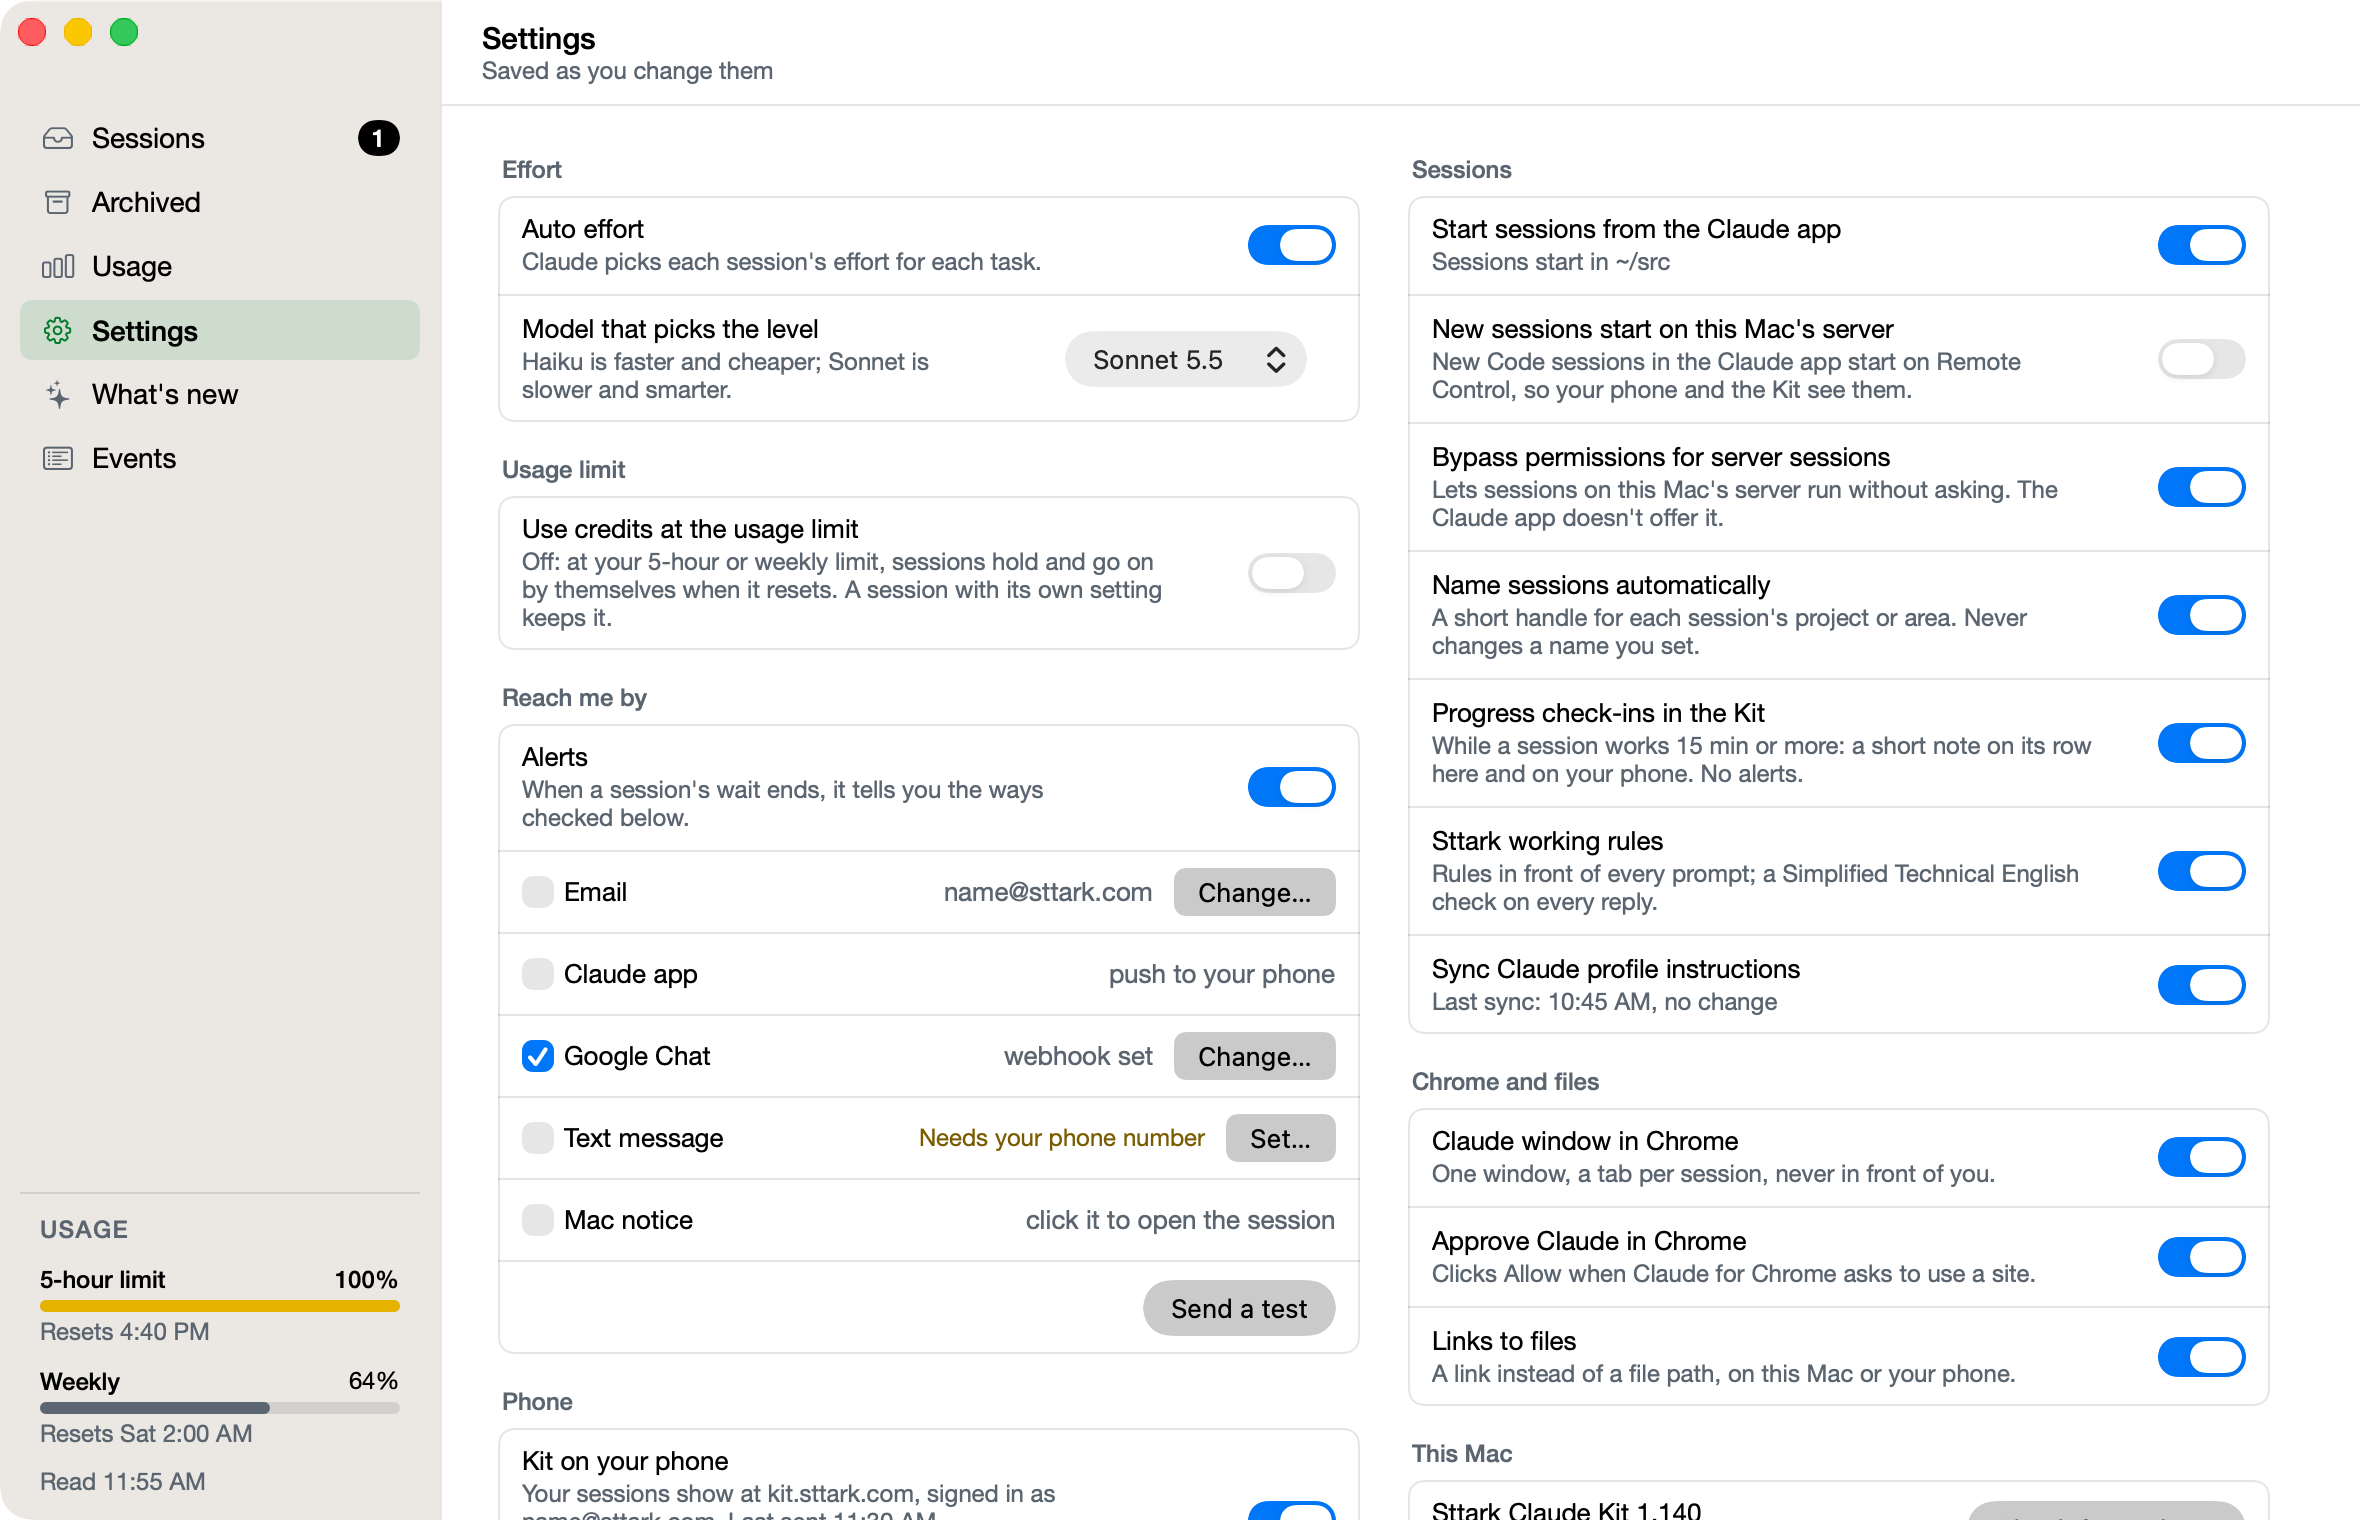 Settings
Saved as you change them
Sessions
1
Archived
Usage
Settings
What's new
Events
USAGE
5-hour limit
100%
Resets 4:40 PM
Weekly
64%
Resets Sat 2:00 AM
Read 11:55 AM
Effort
Auto effort
Claude picks each session's effort for each task.
Model that picks the level
Haiku is faster and cheaper; Sonnet is
slower and smarter.
Sonnet 5.5
Usage limit
Use credits at the usage limit
Off: at your 5-hour or weekly limit, sessions hold and go on
by themselves when it resets. A session with its own setting
keeps it.
Reach me by
Alerts
When a session's wait ends, it tells you the ways
checked below.
Email
name@sttark.com
Change...
Claude app
push to your phone
Google Chat
webhook set
Change...
Text message
Needs your phone number
Set...
Mac notice
click it to open the session
Send a test
Phone
Kit on your phone
Your sessions show at kit.sttark.com, signed in as
name@sttark.com. Last sent 11:30 AM
Sessions
Start sessions from the Claude app
Sessions start in ~/src
New sessions start on this Mac's server
New Code sessions in the Claude app start on Remote
Control, so your phone and the Kit see them.
Bypass permissions for server sessions
Lets sessions on this Mac's server run without asking. The
Claude app doesn't offer it.
Name sessions automatically
A short handle for each session's project or area. Never
changes a name you set.
Progress check-ins in the Kit
While a session works 15 min or more: a short note on its row
here and on your phone. No alerts.
Sttark working rules
Rules in front of every prompt; a Simplified Technical English
check on every reply.
Sync Claude profile instructions
Last sync: 10:45 AM, no change
Chrome and files
Claude window in Chrome
One window, a tab per session, never in front of you.
Approve Claude in Chrome
Clicks Allow when Claude for Chrome asks to use a site.
Links to files
A link instead of a file path, on this Mac or your phone.
This Mac
Sttark Claude Kit 1.140